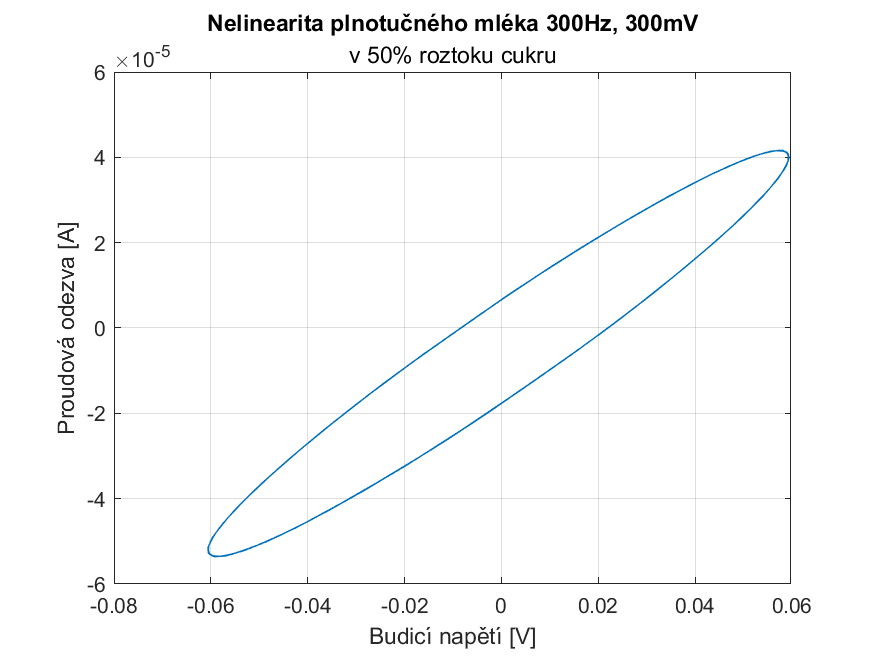 Nelinearita plnotučného mléka 300Hz, 300mV
v 50% roztoku cukru
×10-5
6
4
2
0
-2
-4
-6
Proudová odezva [A]
-0.08 -0.06 -0.04 -0.02 0 0.02 0.04 0.06
Budicí napětí [V]